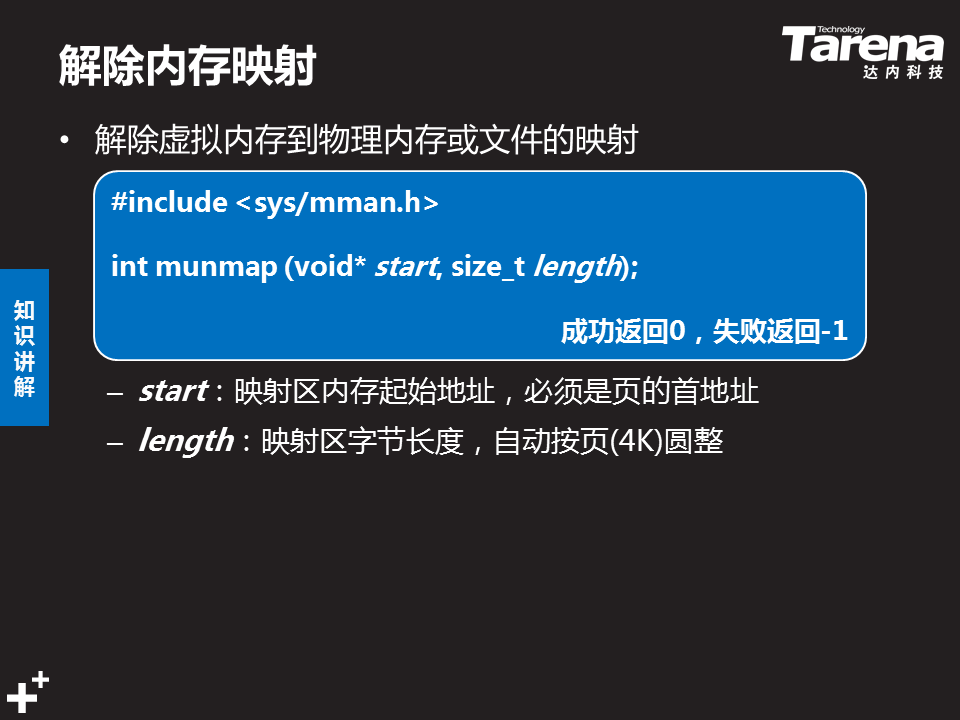 Technology
Tarena
达内科技
解除内存映射
• 解除虚拟内存到物理内存或文件的映射
#include <sys/mman.h>
int munmap (void* start, size_t length);
成功返回0，失败返回-1
知识讲解
– start：映射区内存起始地址，必须是页的首地址
– length：映射区字节长度，自动按页(4K)圆整